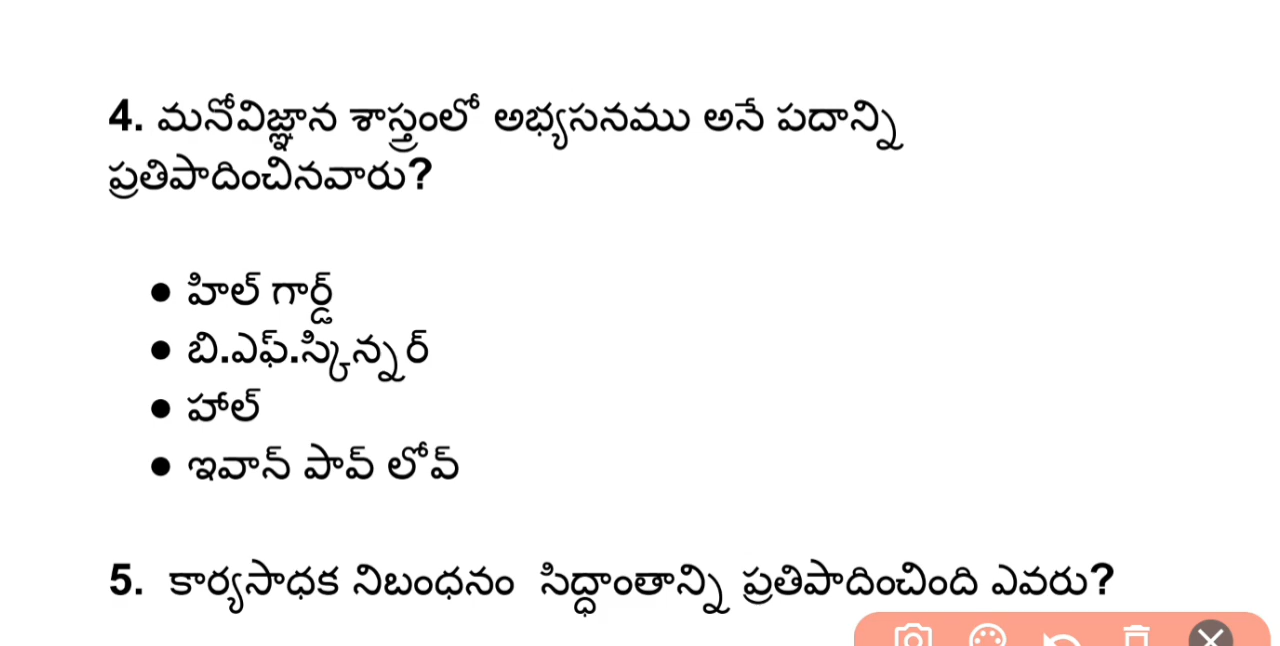 4. మనోవిజ్ఞాన శాస్త్రంలో అభ్యసనము అనే పదాన్ని
ప్రతిపాదించినవారు?
• హిల్ గార్డ్
• బి.ఎఫ్.స్కిన్నర్
• హాల్
• ఇవాన్ పావ్ లోవ్
5. కార్యసాధక నిబంధనం సిద్ధాంతాన్ని ప్రతిపాదించింది ఎవరు?